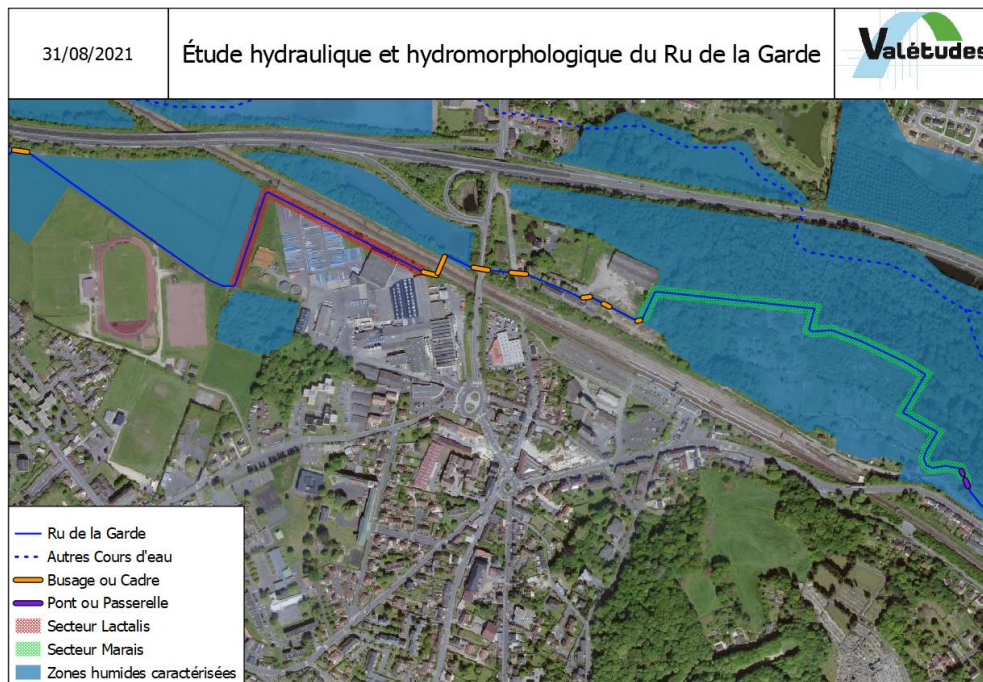 31/08/2021
Étude hydraulique et hydromorphologique du Ru de la Garde
Valétudes
Ru de la Garde
Autres Cours d'eau
Busage ou Cadre
Pont ou Passerelle
Secteur Lactalis
Secteur Marais
Zones humides caractérisées